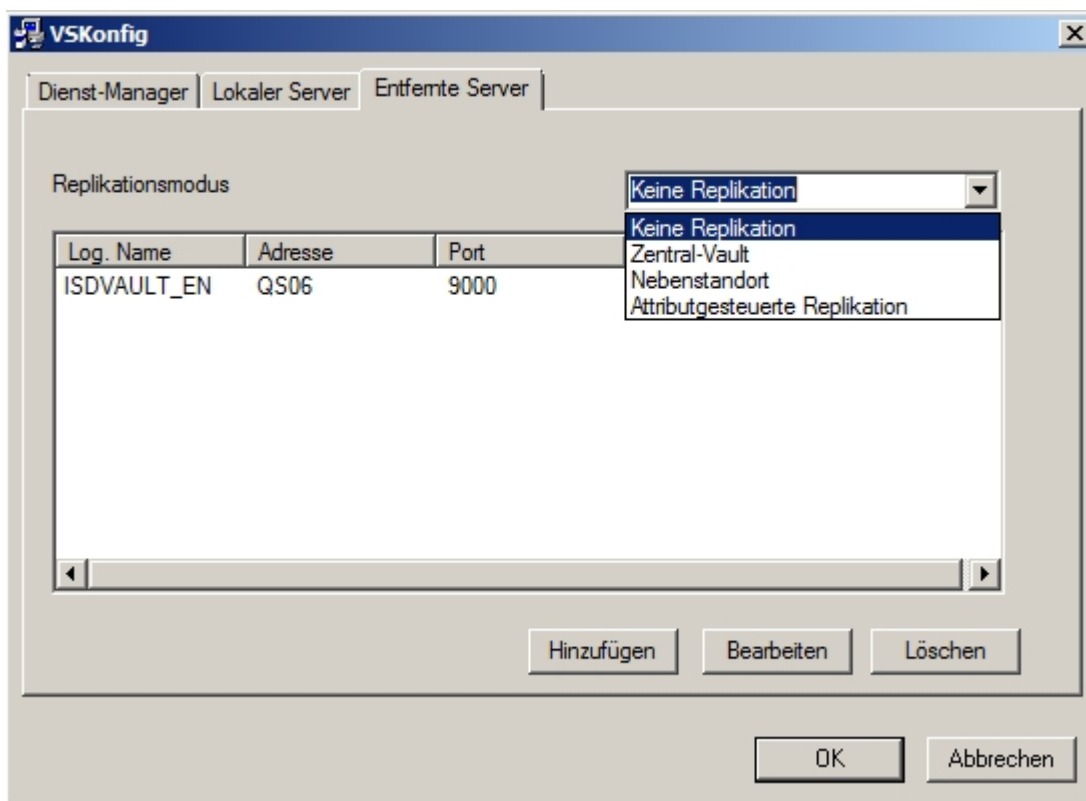 VSKonfig
Dienst-Manager Lokaler Server Entfernte Server
Replikationsmodus Keine Replikation
Keine Replikation
Zentral-Vault
Nebenstandort
Attributgesteuerte Replikation
Log. Name Adresse Port
ISDVAULT_EN QS06 9000
Hinzufügen Bearbeiten Löschen
OK Abbrechen